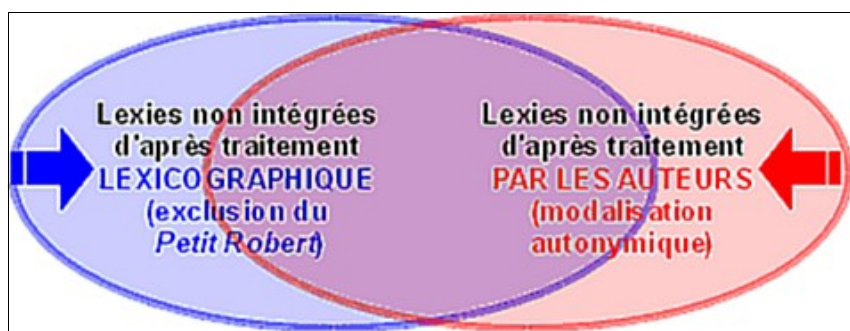 Lexies non intégrées
d'après traitement
LEXICOGRAPHIQUE
(exclusion du
Petit Robert)
Lexies non intégrées
d'après traitement
PAR LES AUTEURS
(modalisation
autonymique)